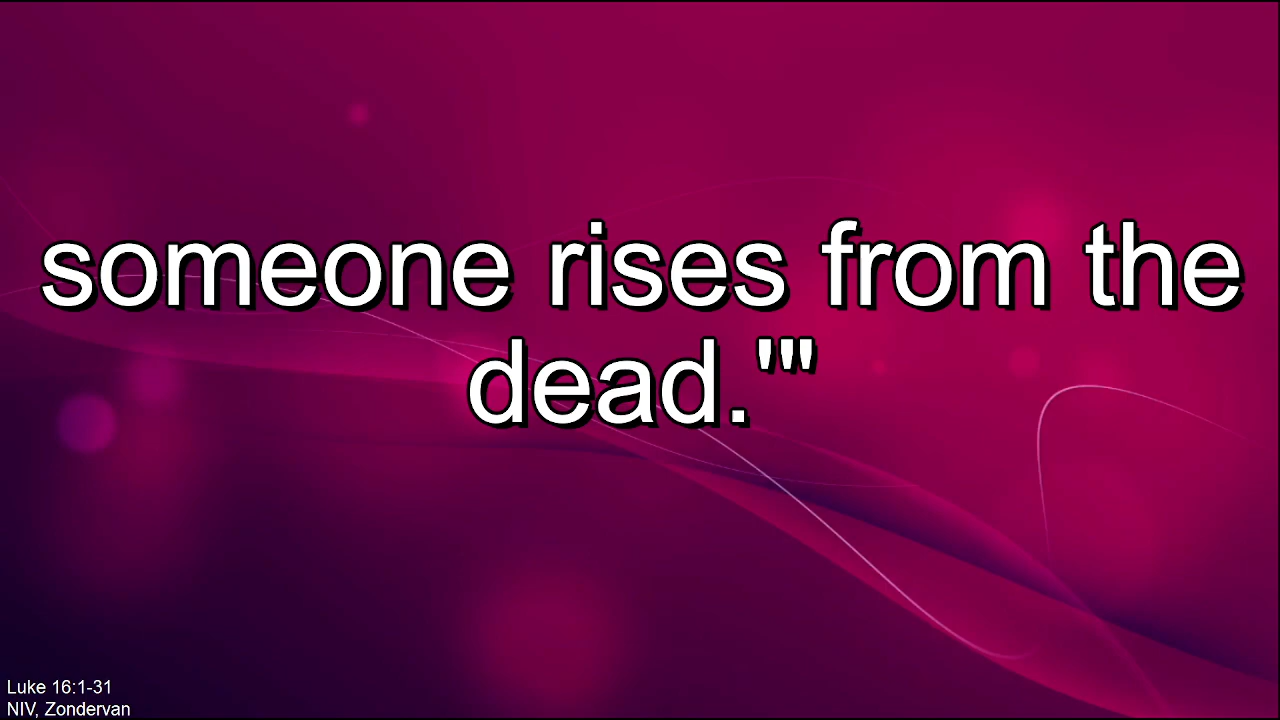 someone rises from the
dead.'"
Luke 16:1-31
NIV, Zondervan